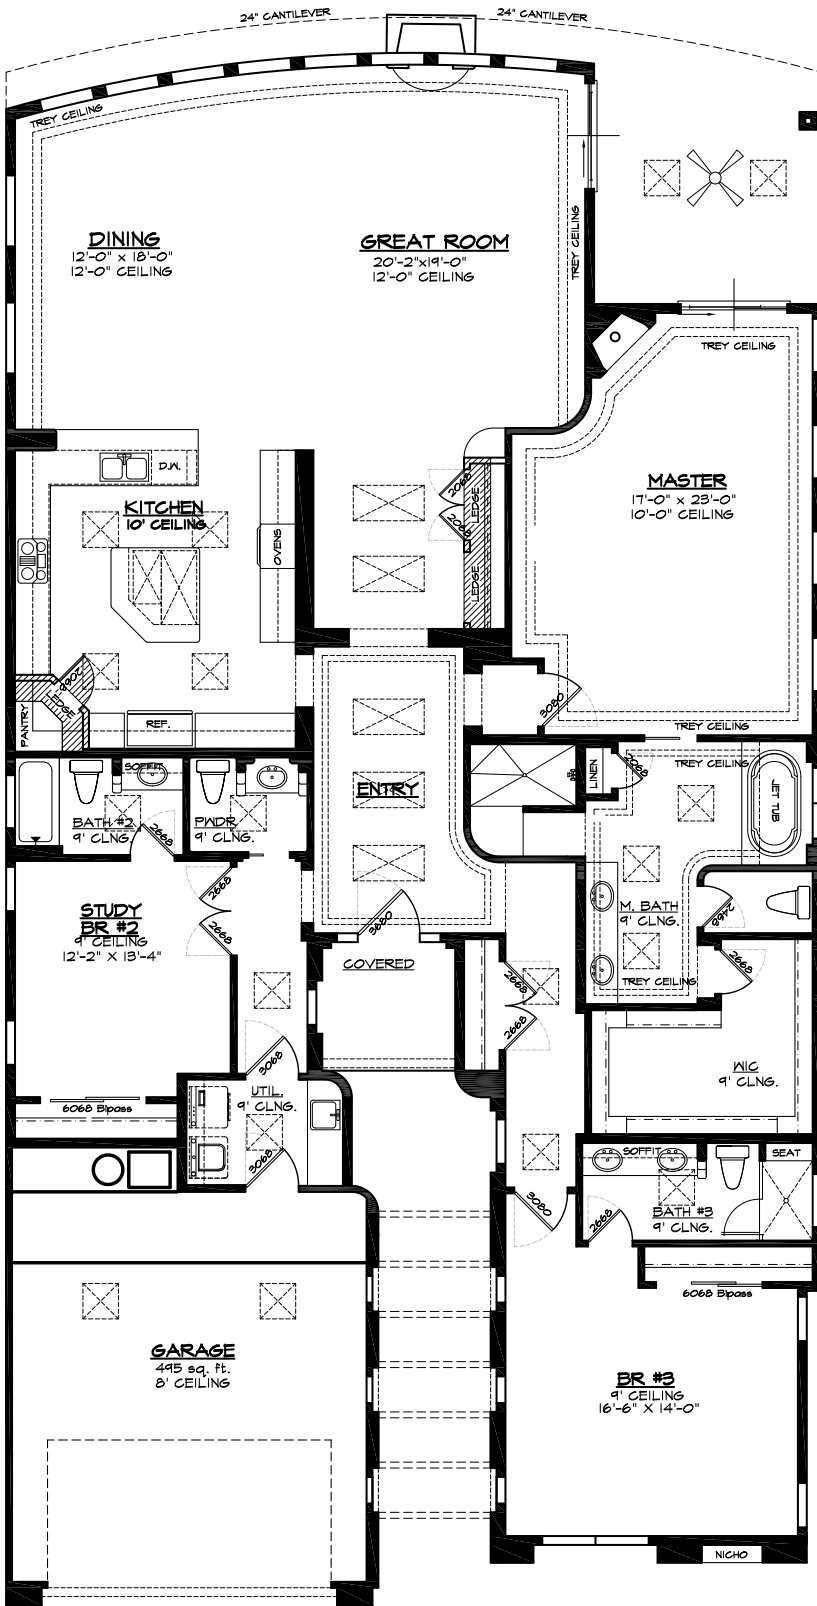 24" CANTILEVER
24" CANTILEVER
TREY CEILING
TREY CEILING
DINING
12'-0" x 18'-0"
12'-0" CEILING
GREAT ROOM
20'-2"x19'-0"
12'-0" CEILING
TREY CEILING
D.W.
KITCHEN
10' CEILING
OVENS
2068
2068
LEDGE
LEDGE
MASTER
17'-0" x 23'-0"
10'-0" CEILING
2068
LEDGE
PANTRY
REF.
3080
TREY CEILING
SOFFIT
BATH #2
9' CLNG.
2668
PWDR
9' CLNG.
ENTRY
LINEN
2068
TREY CEILING
JET TUB
STUDY
BR #2
9' CEILING
12'-2" X 13'-4"
2668
2668
3680
COVERED
M. BATH
9' CLNG.
2468
TREY CEILING
2668
2668
2668
WIC
9' CLNG.
3068
UTIL.
9' CLNG.
3068
6068 Bipass
SOFFIT
SEAT
BATH #3
9' CLNG.
2668
3080
6068 Bipass
GARAGE
495 sq. ft.
8' CEILING
BR #3
9' CEILING
16'-6" X 14'-0"
NICHO